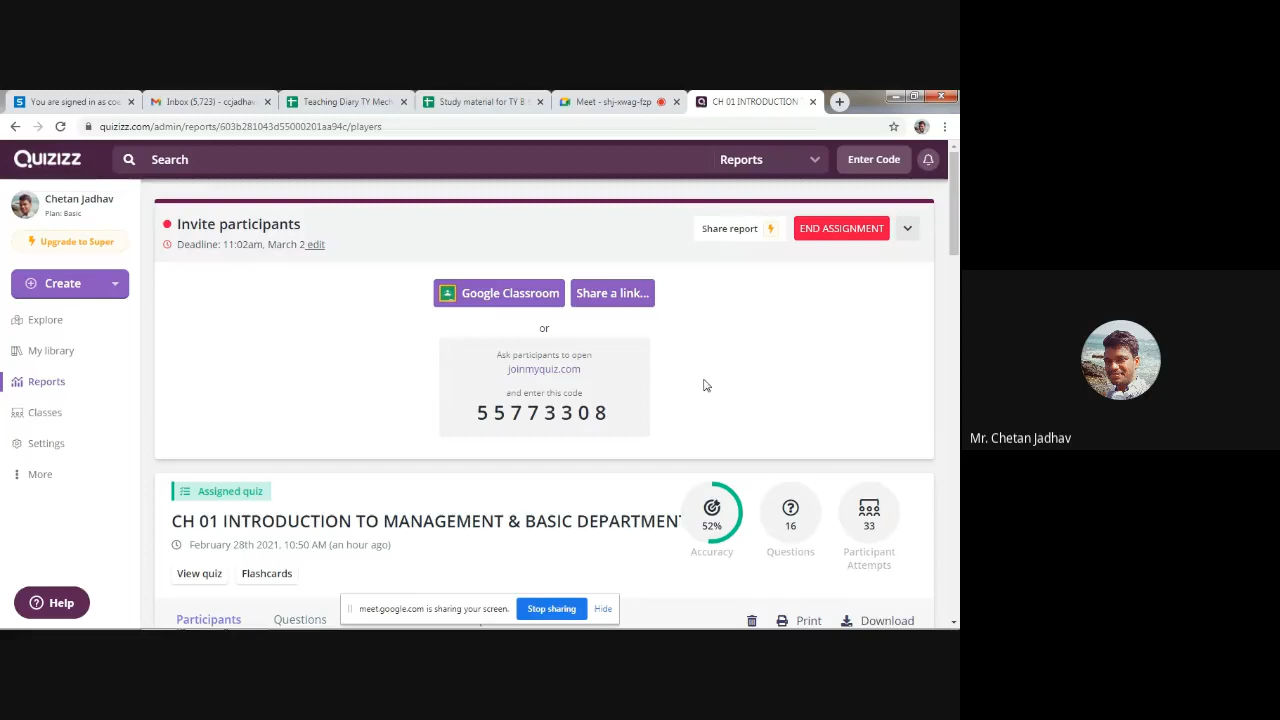 You are signed in as co
Inbox (5,723) - ccjadhav
Teaching Diary TY Mech
Study material for TY B
Meet - shj-xwag-fzp
CH 01 INTRODUCTION
quizizz.com/admin/reports/603b281043d55000201aa94c/players
QUIZIZZ
Search
Reports
Enter Code
Chetan Jadhav
Plan: Basic
Upgrade to Super
Create
Explore
My library
Reports
Classes
Settings
More
Help
Invite participants
Deadline: 11:02am, March 2 edit
Share report
END ASSIGNMENT
Google Classroom
Share a link...
or
Ask participants to open
joinmyquiz.com
and enter this code
55773308
Assigned quiz
CH 01 INTRODUCTION TO MANAGEMENT & BASIC DEPARTMEN
February 28th 2021, 10:50 AM (an hour ago)
View quiz
Flashcards
52%
Accuracy
16
Questions
33
Participant
Attempts
meet.google.com is sharing your screen.
Stop sharing
Hide
Participants
Questions
Print
Download
Mr. Chetan Jadhav